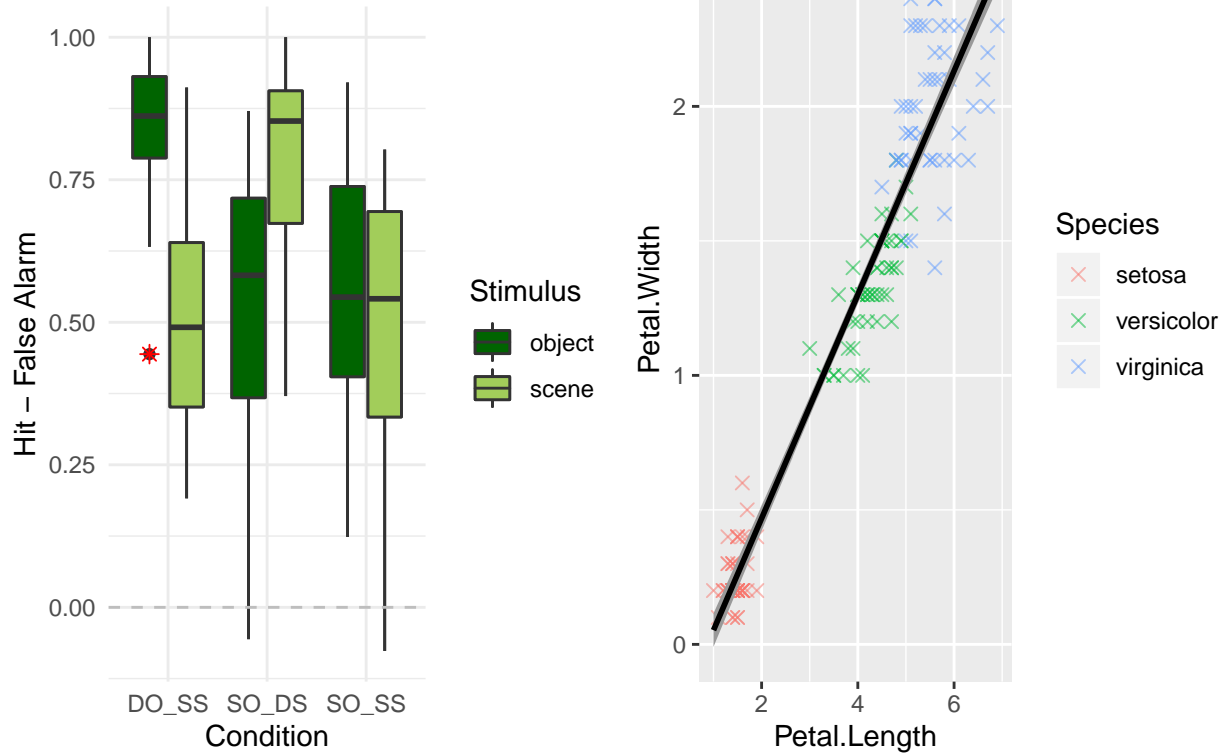 Hit − False Alarm
1.00
0.75
0.50
0.25
0.00
DO_SS SO_DS SO_SS
Condition
Stimulus
object
scene
Petal.Width
2
1
0
2 4 6
Petal.Length
Species
setosa
versicolor
virginica